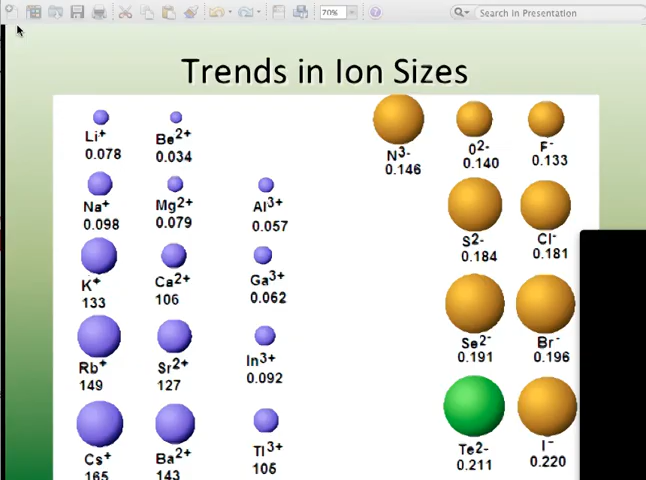 70%
Search in Presentation
Trends in Ion Sizes
Li+ Be2+ N3- O2- F-
0.078 0.034 0.146 0.140 0.133
Na+ Mg2+ Al3+ S2- Cl-
0.098 0.079 0.057 0.184 0.181
K+ Ca2+ Ga3+ Se2- Br-
133 106 0.062 0.191 0.196
Rb+ Sr2+ In3+ Te2- I-
149 127 0.092 0.211 0.220
Cs+ Ba2+ Tl3+
165 143 105